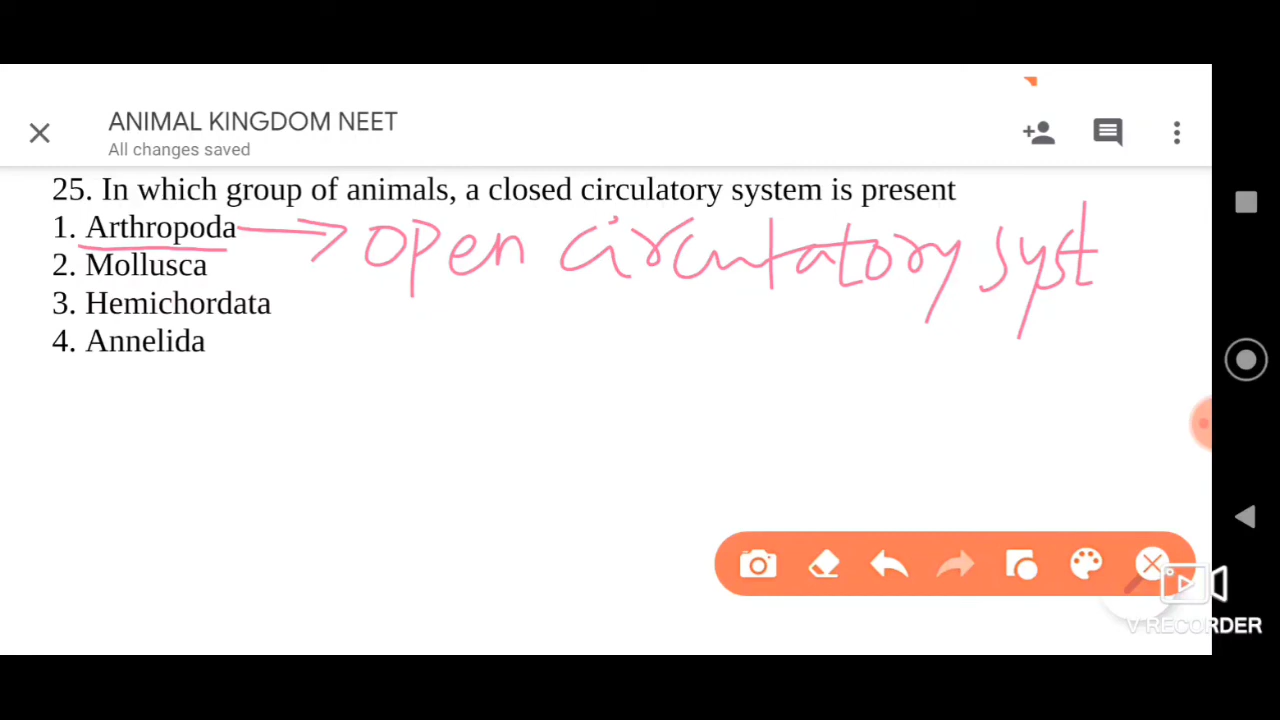 ANIMAL KINGDOM NEET
All changes saved
25. In which group of animals, a closed circulatory system is present
1. Arthropoda → open circulatory syst
2. Mollusca
3. Hemichordata
4. Annelida
V RECORDER